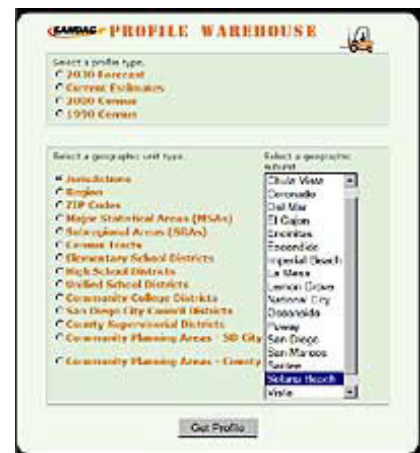 SANDAG PROFILE WAREHOUSE
Select a profile type.
2030 Forecast
Current Estimates
2000 Census
1990 Census
Select a geographic unit type.
Jurisdictions
Region
ZIP Codes
Major Statistical Areas (MSAs)
Subregional Areas (SRAs)
Census Tracts
Elementary School Districts
High School Districts
Unified School Districts
Community College Districts
San Diego City Council Districts
County Supervisorial Districts
Community Planning Areas - SD City
Community Planning Areas - County
Select a geographic
Chula Vista
Coronado
Del Mar
El Cajon
Encinitas
Escondido
Imperial Beach
La Mesa
Lemon Grove
National City
Oceanside
Poway
San Diego
San Marcos
Santee
Solana Beach
Vista
Get Profile